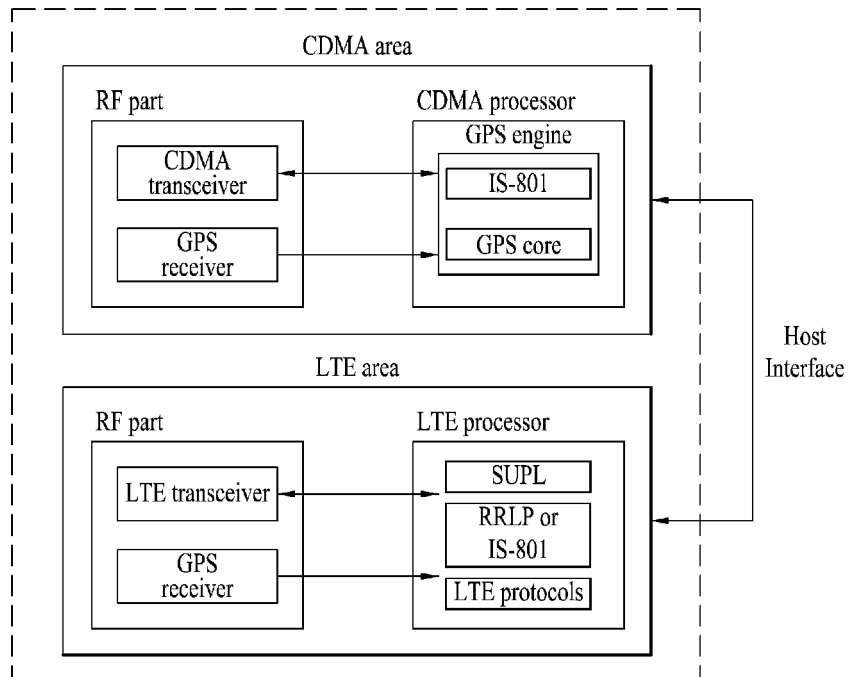 CDMA area
RF part
CDMA
transceiver
GPS
receiver
CDMA processor
GPS engine
IS-801
GPS core
Host
Interface
LTE area
RF part
LTE transceiver
GPS
receiver
LTE processor
SUPL
RRLP or
IS-801
LTE protocols